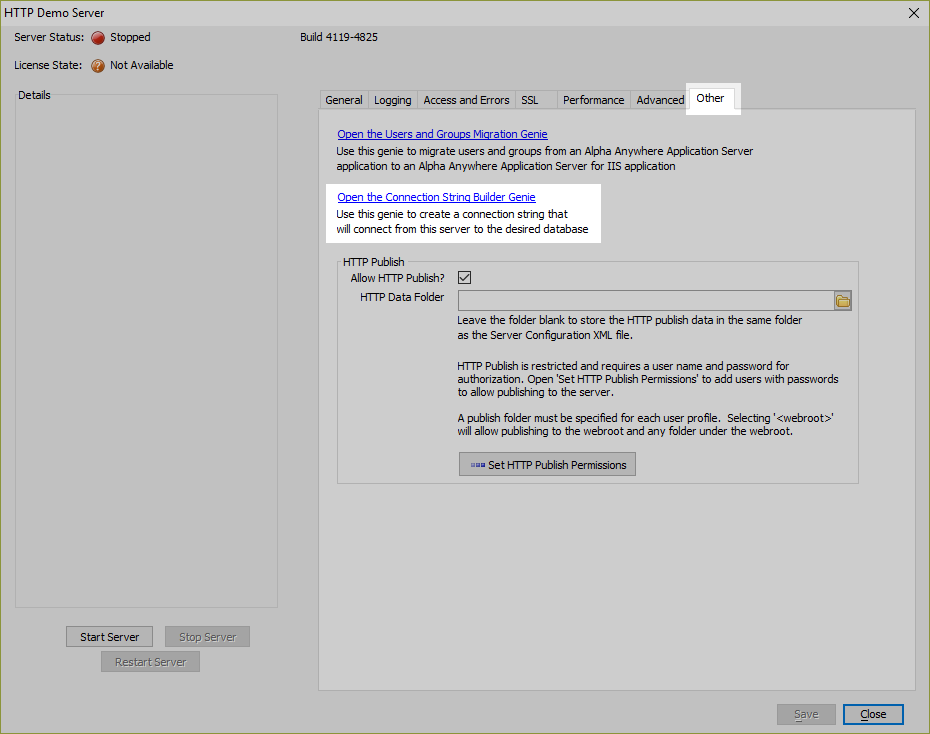 HTTP Demo Server
Server Status: Stopped
Build 4119-4825
License State: ? Not Available
Details
General Logging Access and Errors SSL Performance Advanced Other
Open the Users and Groups Migration Genie
Use this genie to migrate users and groups from an Alpha Anywhere Application Server
application to an Alpha Anywhere Application Server for IIS application
Open the Connection String Builder Genie
Use this genie to create a connection string that
will connect from this server to the desired database
HTTP Publish
Allow HTTP Publish?
HTTP Data Folder
Leave the folder blank to store the HTTP publish data in the same folder
as the Server Configuration XML file.
HTTP Publish is restricted and requires a user name and password for
authorization. Open 'Set HTTP Publish Permissions' to add users with passwords
to allow publishing to the server.
A publish folder must be specified for each user profile.  Selecting '<webroot>'
will allow publishing to the webroot and any folder under the webroot.
Set HTTP Publish Permissions
Start Server
Stop Server
Restart Server
Save
Close